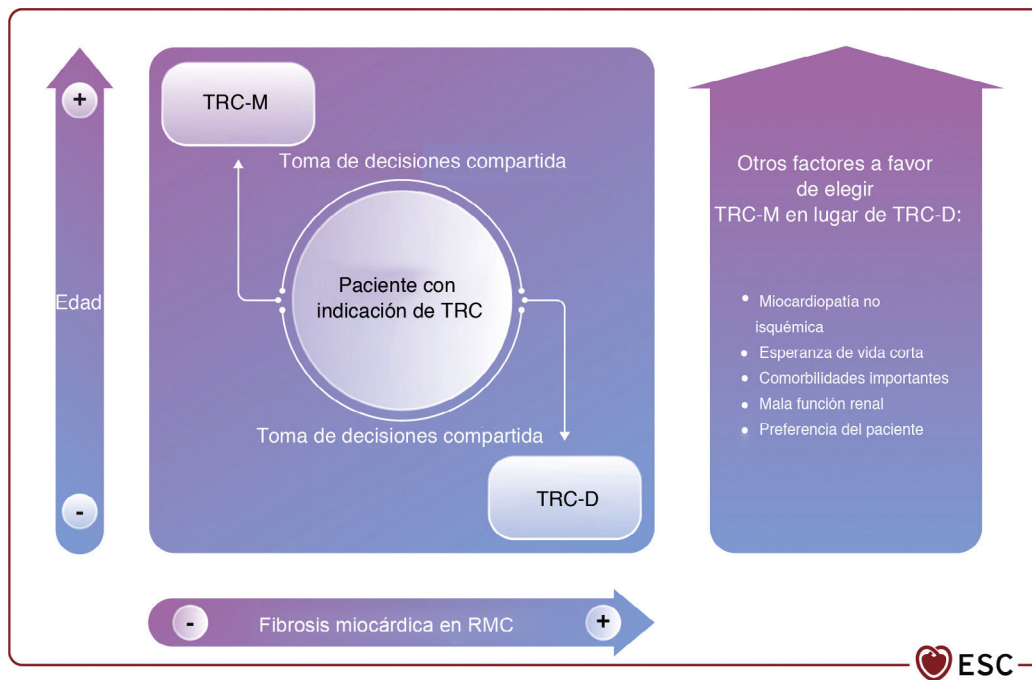 +
Edad
-
TRC-M
Toma de decisiones compartida
Paciente con
indicación de TRC
Toma de decisiones compartida
TRC-D
- Fibrosis miocárdica en RMC +
Otros factores a favor
de elegir
TRC-M en lugar de TRC-D:
• Miocardiopatía no
isquémica
• Esperanza de vida corta
• Comorbilidades importantes
• Mala función renal
• Preferencia del paciente
ESC